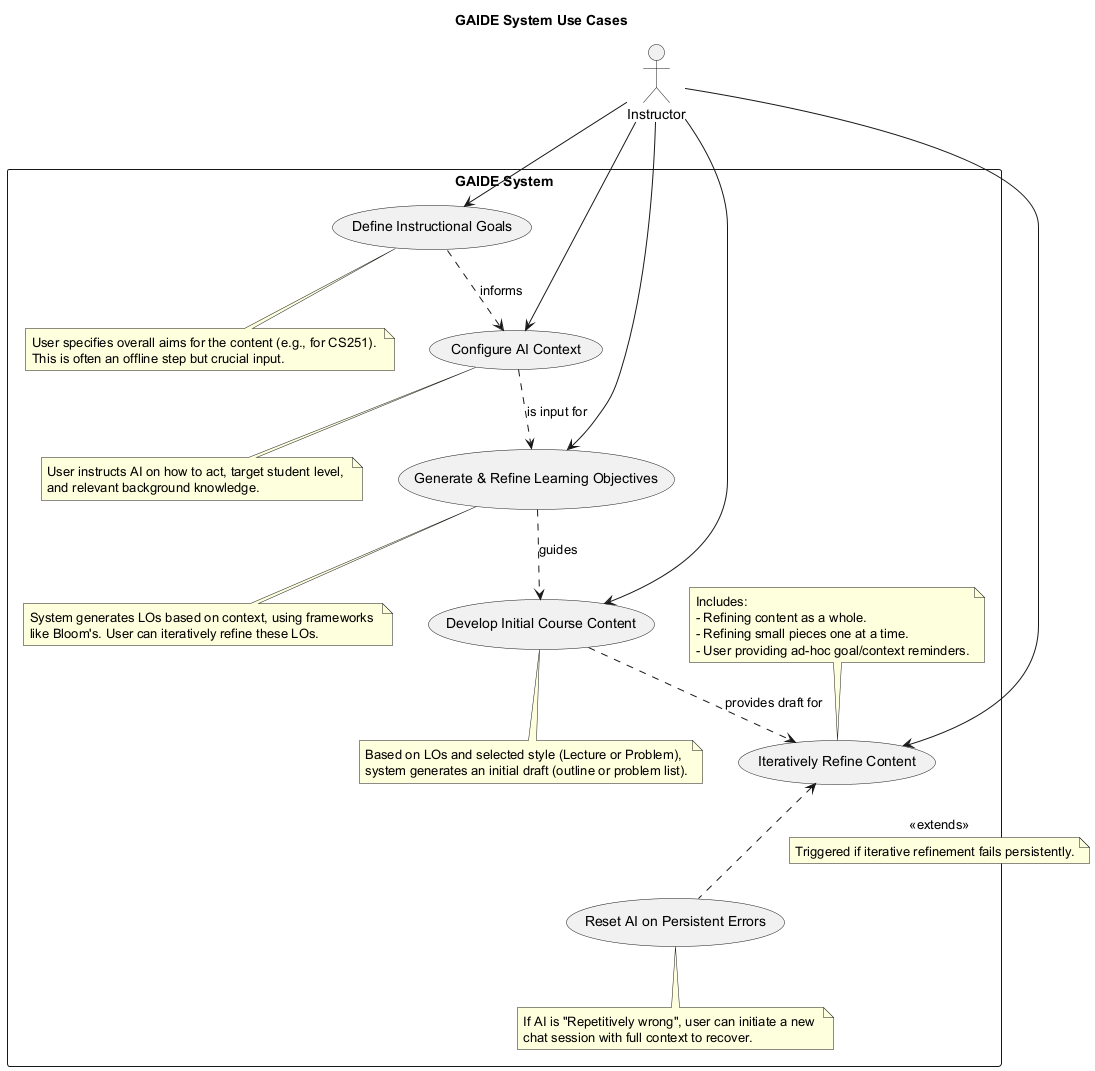 GAIDE System Use Cases
Instructor
GAIDE System
Define Instructional Goals
informs
User specifies overall aims for the content (e.g., for CS251).
This is often an offline step but crucial input.
Configure AI Context
is input for
User instructs AI on how to act, target student level,
and relevant background knowledge.
Generate & Refine Learning Objectives
guides
System generates LOs based on context, using frameworks
like Bloom's. User can iteratively refine these LOs.
Develop Initial Course Content
Includes:
- Refining content as a whole.
- Refining small pieces one at a time.
- User providing ad-hoc goal/context reminders.
provides draft for
Based on LOs and selected style (Lecture or Problem),
system generates an initial draft (outline or problem list).
Iteratively Refine Content
«extends»
Triggered if iterative refinement fails persistently.
Reset AI on Persistent Errors
If AI is "Repetitively wrong", user can initiate a new
chat session with full context to recover.